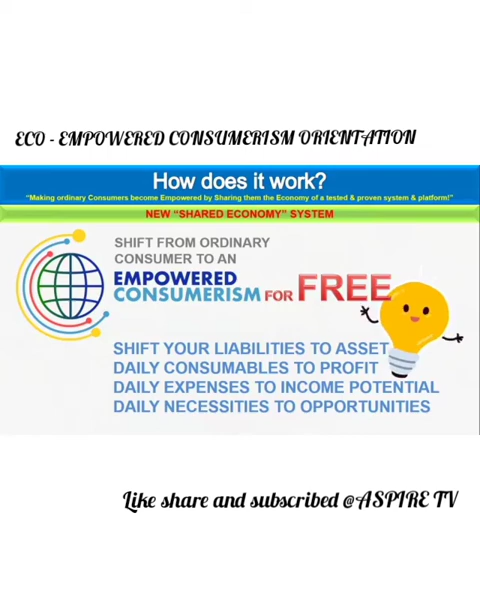 ECO - EMPOWERED CONSUMERISM ORIENTATION
How does it work?
"Making ordinary Consumers become Empowered by Sharing them the Economy of a tested & proven system & platform!"
NEW "SHARED ECONOMY" SYSTEM
SHIFT FROM ORDINARY
CONSUMER TO AN
EMPOWERED
CONSUMERISM FOR FREE
SHIFT YOUR LIABILITIES TO ASSET
DAILY CONSUMABLES TO PROFIT
DAILY EXPENSES TO INCOME POTENTIAL
DAILY NECESSITIES TO OPPORTUNITIES
Like share and subscribed @ASPIRE TV